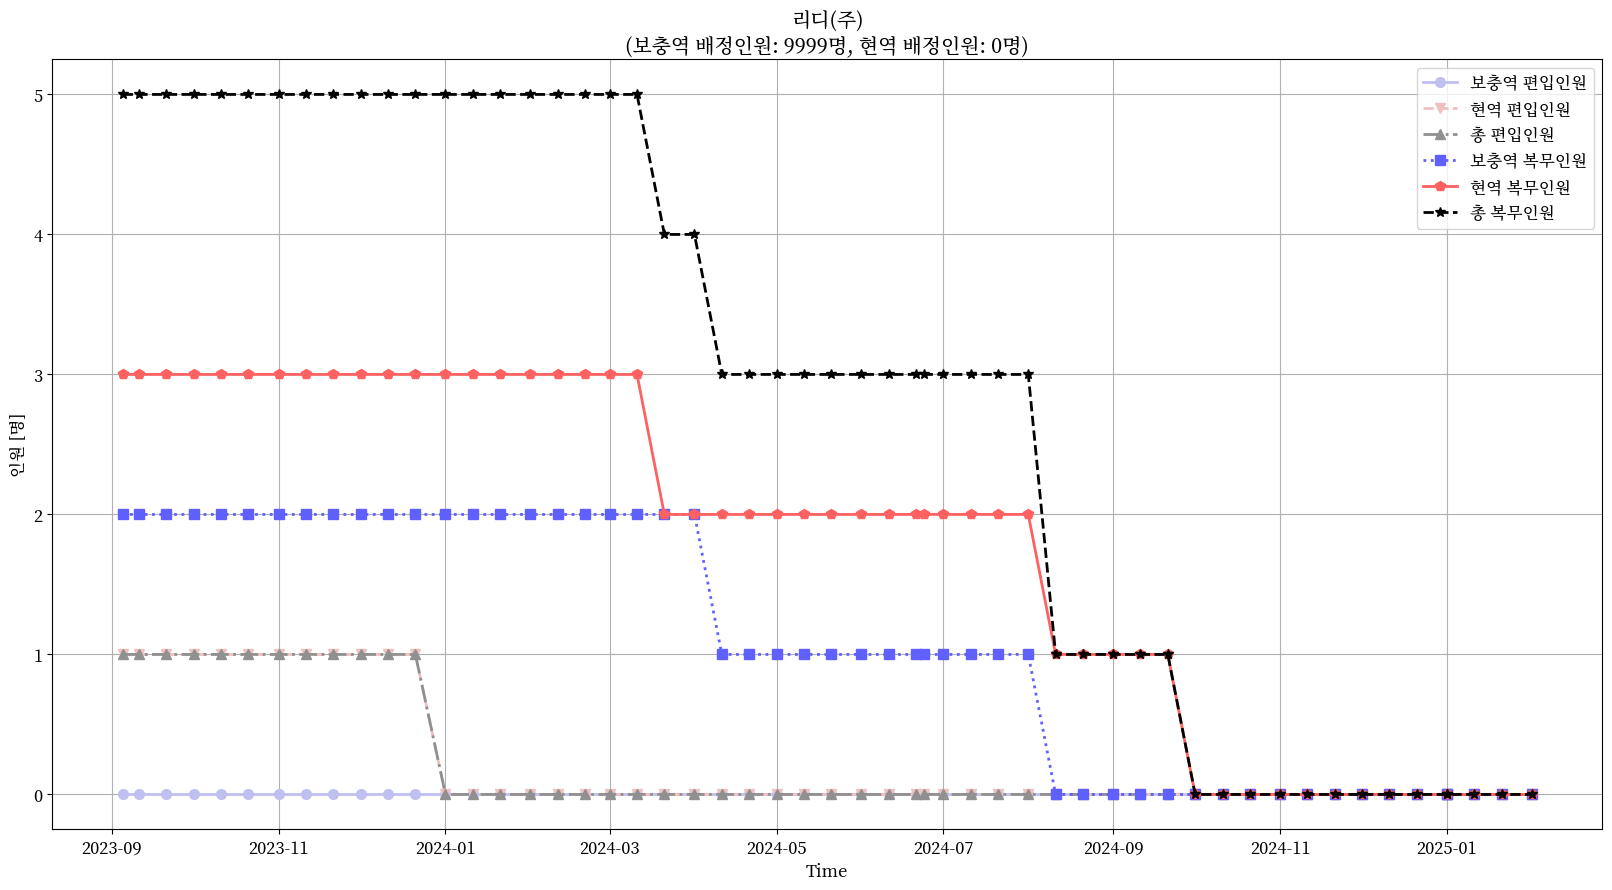 리디(주)
(보충역 배정인원: 9999명, 현역 배정인원: 0명)
보충역 편입인원
현역 편입인원
총 편입인원
보충역 복무인원
현역 복무인원
총 복무인원
인원 [명]
5
4
3
2
1
0
2023-09 2023-11 2024-01 2024-03 2024-05 2024-07 2024-09 2024-11 2025-01
Time